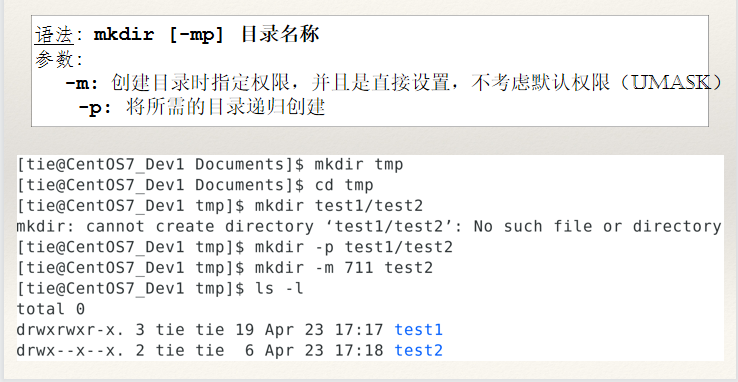 语法: mkdir [-mp] 目录名称
参数:
-m: 创建目录时指定权限，并且是直接设置，不考虑默认权限（UMASK）
-p: 将所需的目录递归创建
[tie@CentOS7_Dev1 Documents]$ mkdir tmp
[tie@CentOS7_Dev1 Documents]$ cd tmp
[tie@CentOS7_Dev1 tmp]$ mkdir test1/test2
mkdir: cannot create directory ‘test1/test2’: No such file or directory
[tie@CentOS7_Dev1 tmp]$ mkdir -p test1/test2
[tie@CentOS7_Dev1 tmp]$ mkdir -m 711 test2
[tie@CentOS7_Dev1 tmp]$ ls -l
total 0
drwxrwxr-x. 3 tie tie 19 Apr 23 17:17 test1
drwx--x--x. 2 tie tie  6 Apr 23 17:18 test2